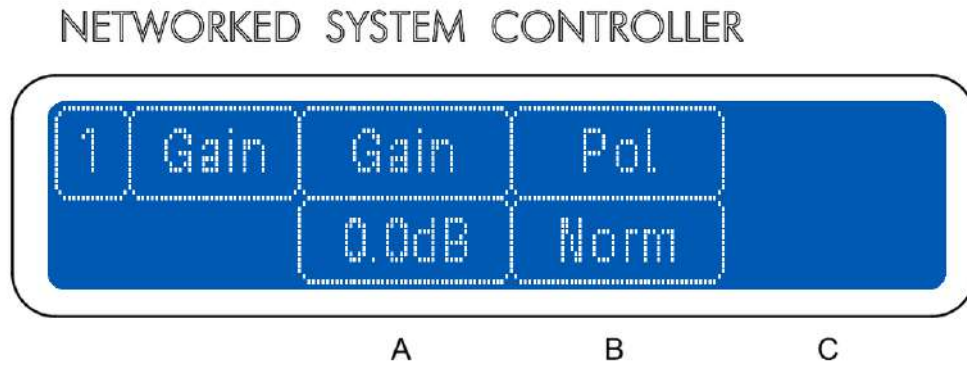 NETWORKED SYSTEM CONTROLLER
1 Gain Gain Pol
0.0dB Norm
A B C